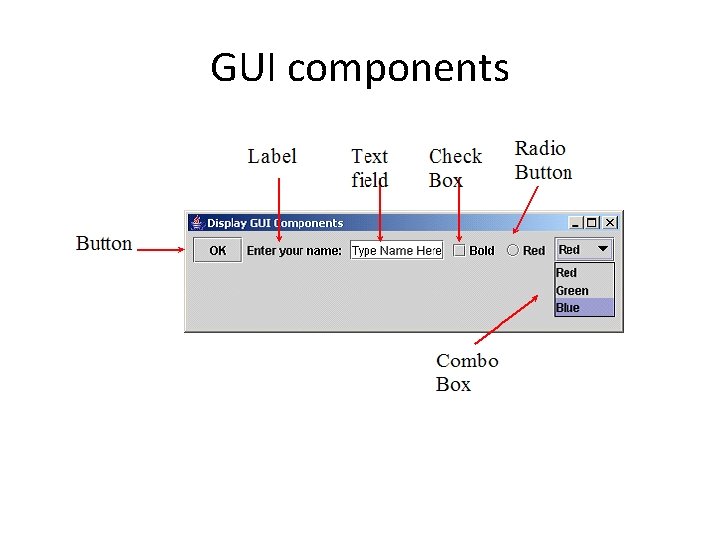 GUI components
Label
Text
field
Check
Box
Radio
Button
Display GUI Components
Button
OK
Enter your name:
Type Name Here
Bold
Red
Red
Red
Green
Blue
Combo
Box